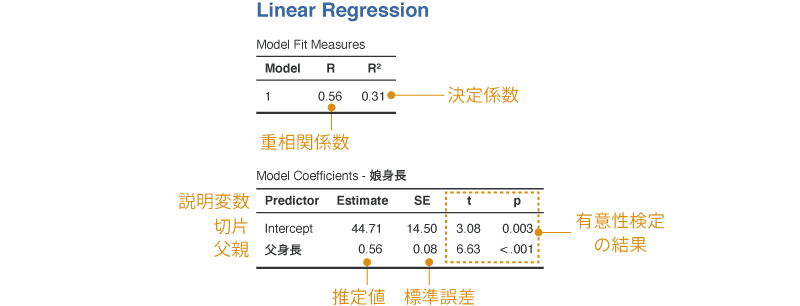 Linear Regression
Model Fit Measures
Model R R²
1 0.56 0.31 決定係数
重相関係数
Model Coefficients - 娘身長
説明変数 Predictor Estimate SE t p
切片 Intercept 44.71 14.50 3.08 0.003
父親 父身長 0.56 0.08 6.63 < .001
有意性検定
の結果
推定値 標準誤差